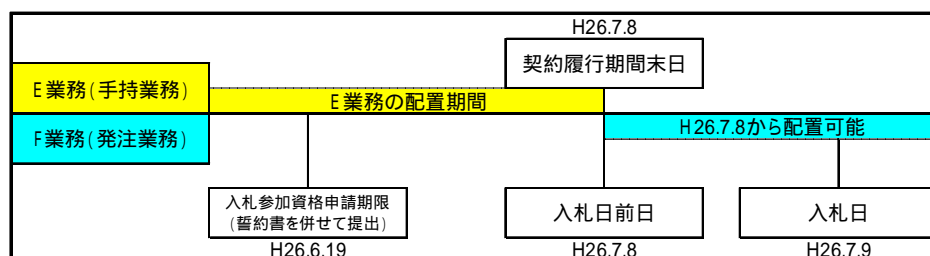 H26.7.8
契約履行期間末日
E業務(手持業務)
E業務の配置期間
F業務(発注業務)
H26.7.8から配置可能
入札参加資格申請期限
(誓約書を併せて提出)
入札日前日
入札日
H26.6.19
H26.7.8
H26.7.9